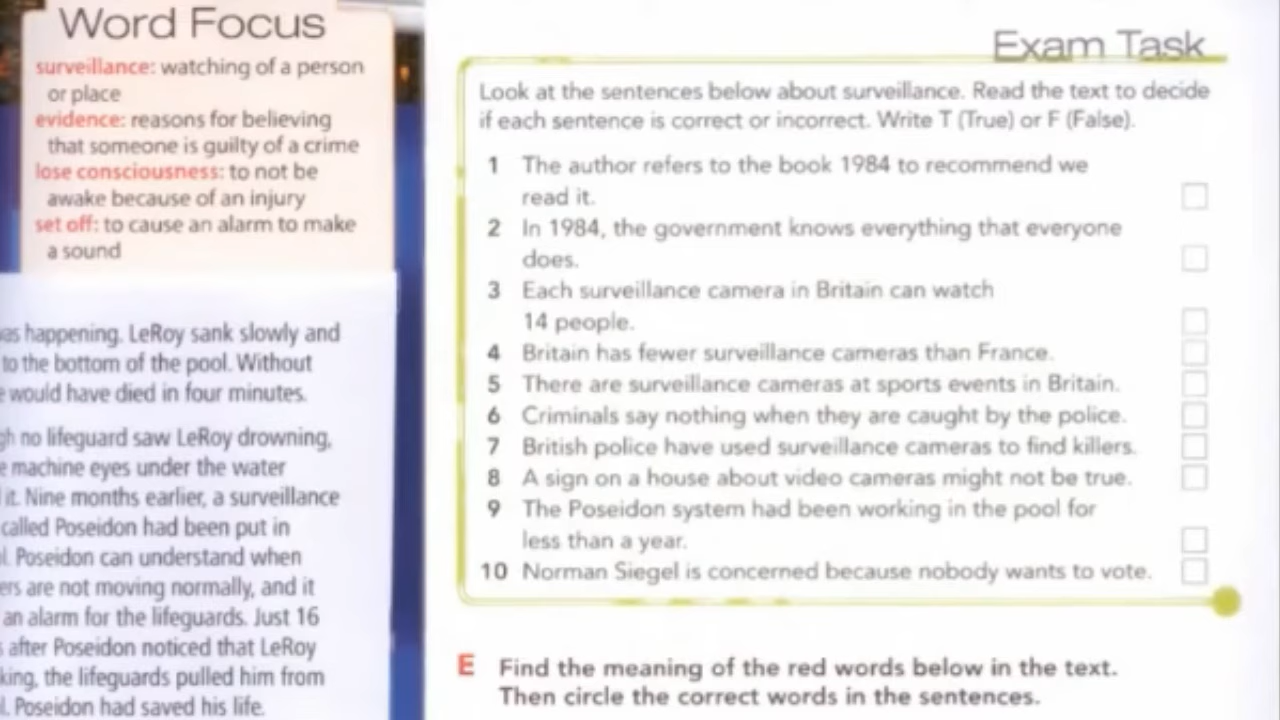 Word Focus
surveillance: watching of a person
or place
evidence: reasons for believing
that someone is guilty of a crime
lose consciousness: to not be
awake because of an injury
set off: to cause an alarm to make
a sound
happening. LeRoy sank slowly and
to the bottom of the pool. Without
would have died in four minutes.
no lifeguard saw LeRoy drowning,
machine eyes under the water
it. Nine months earlier, a surveillance
called Poseidon had been put in
Poseidon can understand when
are not moving normally, and it
an alarm for the lifeguards. Just 16
after Poseidon noticed that LeRoy
the lifeguards pulled him from
Poseidon had saved his life.
Exam Task
Look at the sentences below about surveillance. Read the text to decide
if each sentence is correct or incorrect. Write T (True) or F (False).
1 The author refers to the book 1984 to recommend we
read it.
2 In 1984, the government knows everything that everyone
does.
3 Each surveillance camera in Britain can watch
14 people.
4 Britain has fewer surveillance cameras than France.
5 There are surveillance cameras at sports events in Britain.
6 Criminals say nothing when they are caught by the police.
7 British police have used surveillance cameras to find killers.
8 A sign on a house about video cameras might not be true.
9 The Poseidon system had been working in the pool for
less than a year.
10 Norman Siegel is concerned because nobody wants to vote.
E Find the meaning of the red words below in the text.
Then circle the correct words in the sentences.